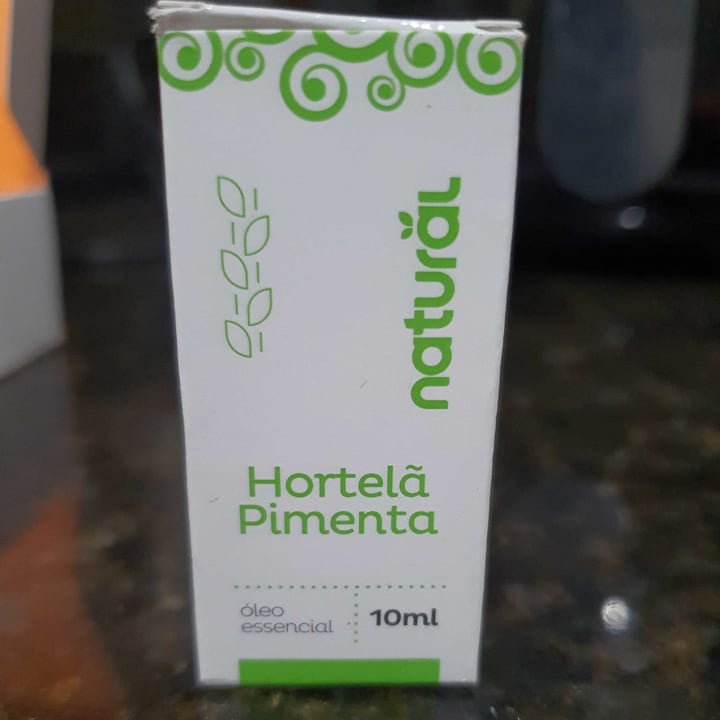 natural
Hortelã
Pimenta
óleo
essencial
10ml